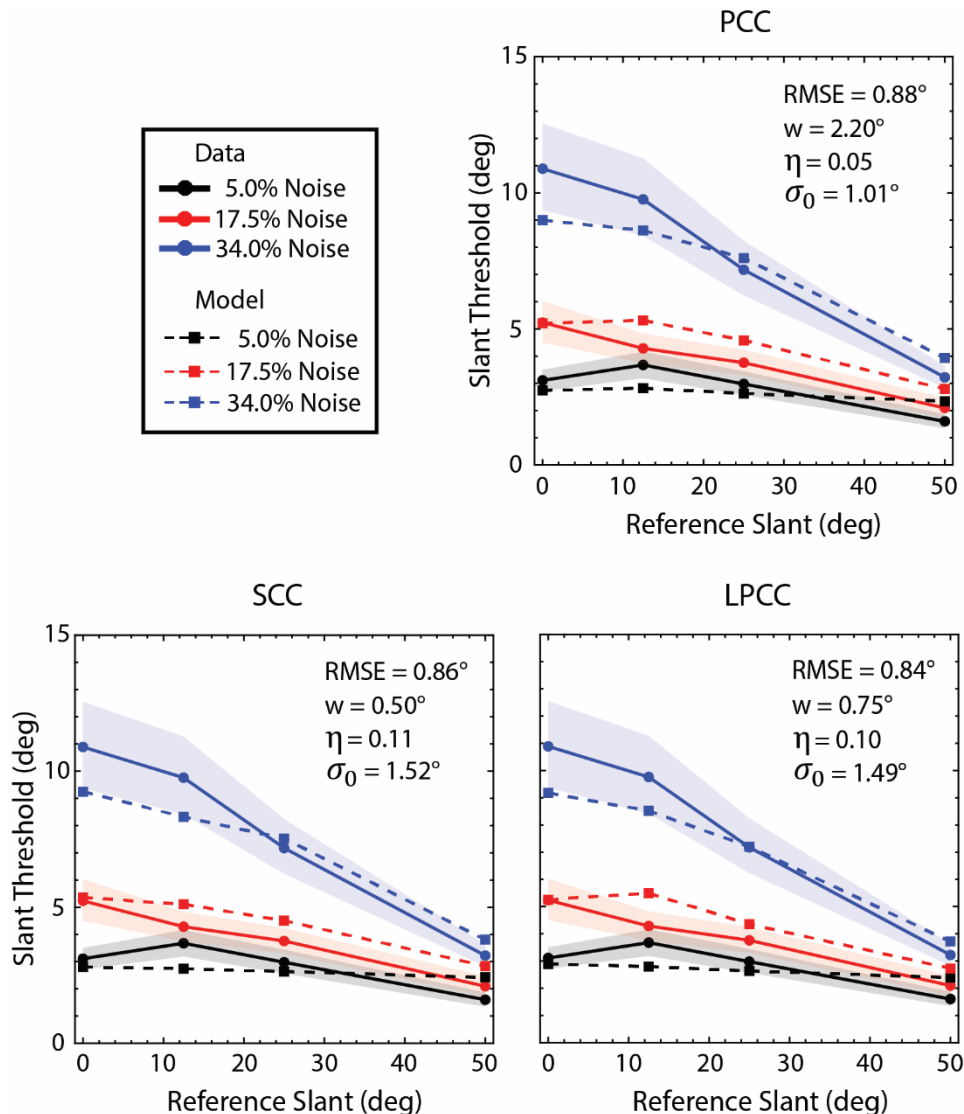 PCC
Data
5.0% Noise
17.5% Noise
34.0% Noise
Model
5.0% Noise
17.5% Noise
34.0% Noise
15
10
5
0
Slant Threshold (deg)
RMSE = 0.88°
w = 2.20°
η = 0.05
σ0 = 1.01°
0 10 20 30 40 50
Reference Slant (deg)
SCC
15
10
5
0
Slant Threshold (deg)
RMSE = 0.86°
w = 0.50°
η = 0.11
σ0 = 1.52°
0 10 20 30 40 50
Reference Slant (deg)
LPCC
RMSE = 0.84°
w = 0.75°
η = 0.10
σ0 = 1.49°
0 10 20 30 40 50
Reference Slant (deg)